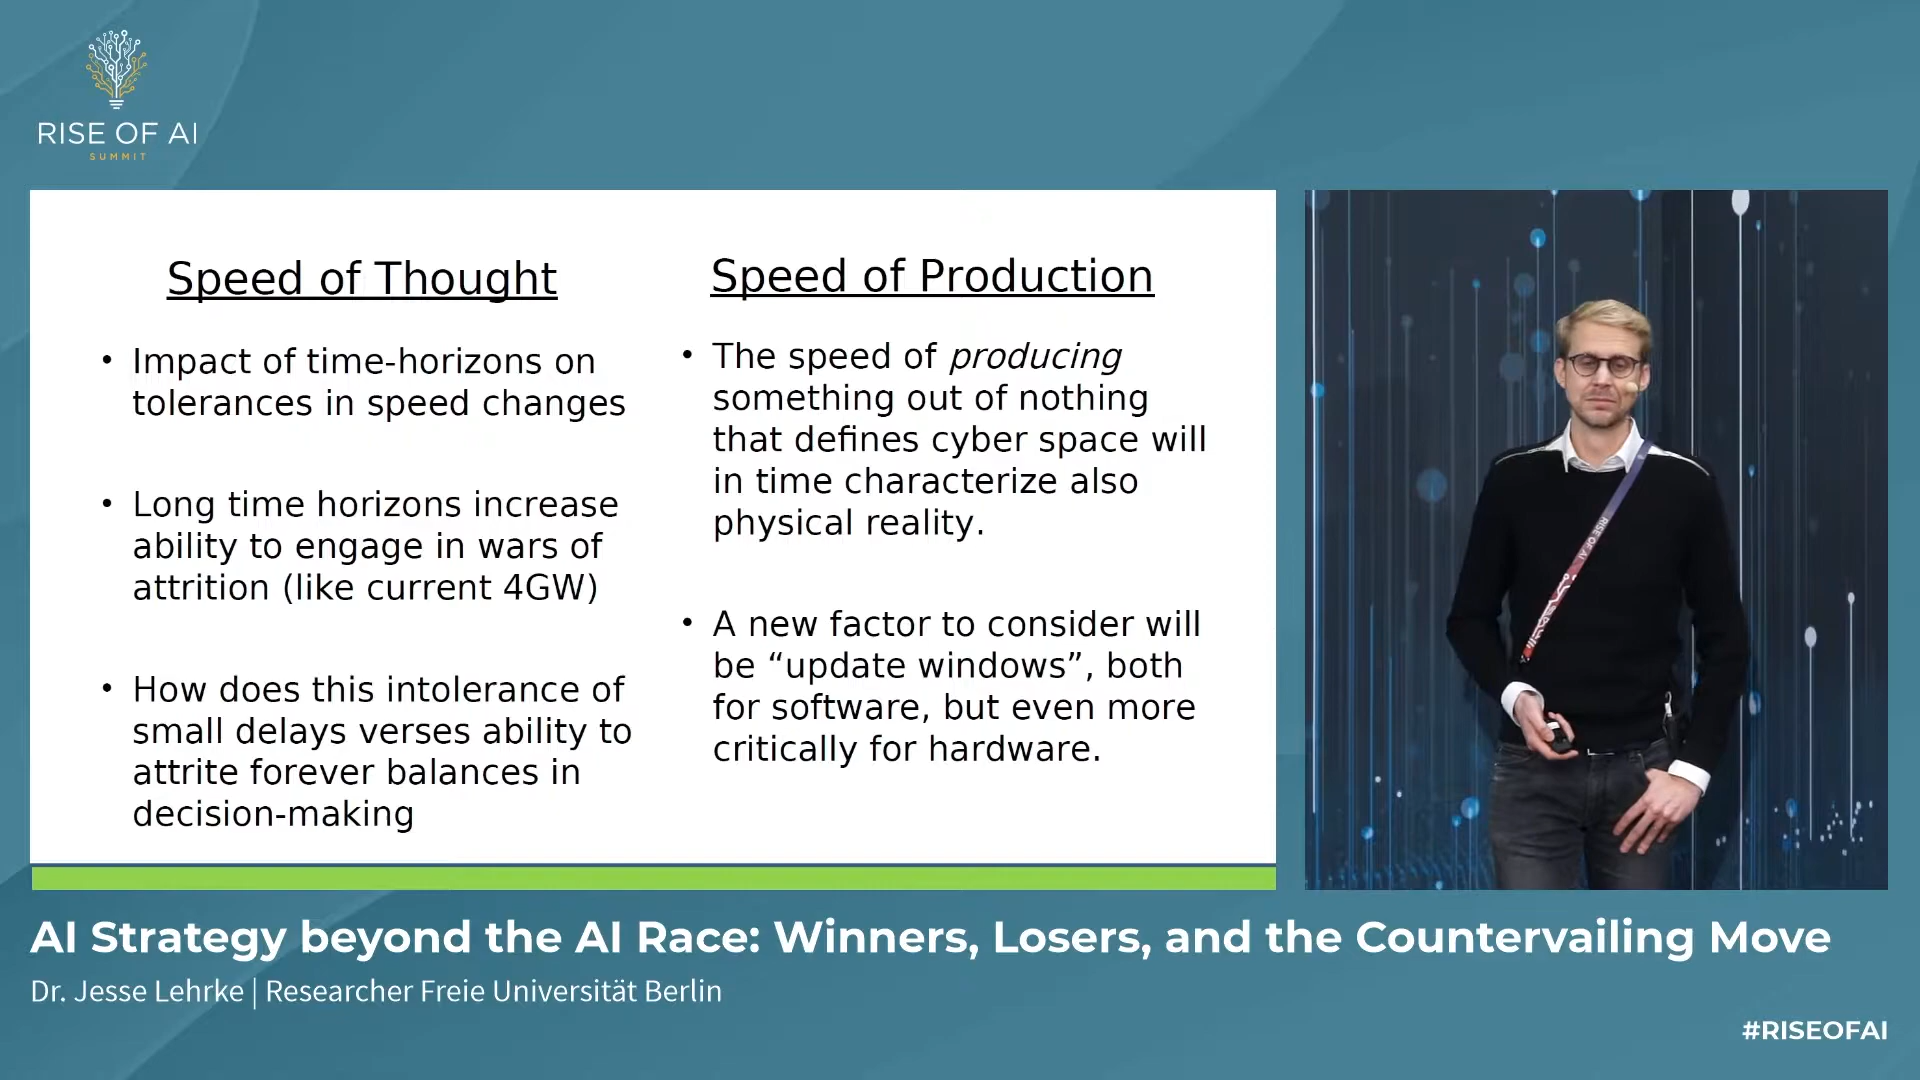 RISE OF AI
SUMMIT
Speed of Thought
• Impact of time-horizons on
tolerances in speed changes
• Long time horizons increase
ability to engage in wars of
attrition (like current 4GW)
• How does this intolerance of
small delays verses ability to
attrite forever balances in
decision-making
Speed of Production
• The speed of producing
something out of nothing
that defines cyber space will
in time characterize also
physical reality.
• A new factor to consider will
be “update windows”, both
for software, but even more
critically for hardware.
RISE OF AI
AI Strategy beyond the AI Race: Winners, Losers, and the Countervailing Move
Dr. Jesse Lehrke | Researcher Freie Universität Berlin
#RISEOFAI